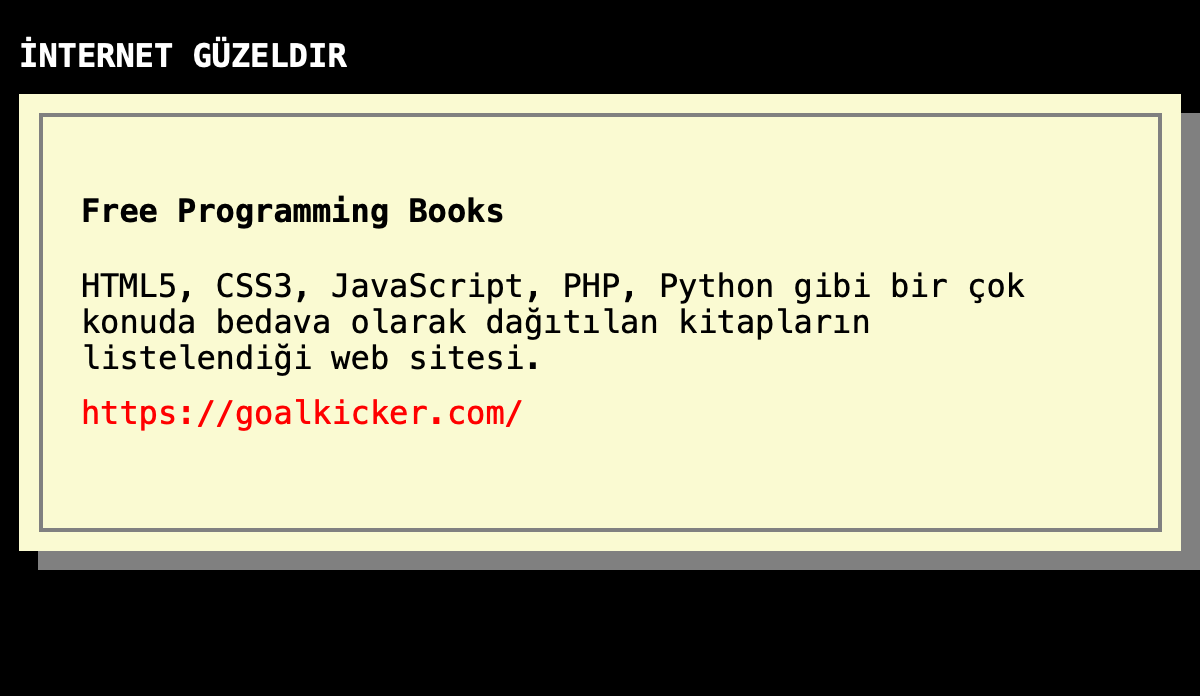 İNTERNET GÜZELDIR
Free Programming Books
HTML5, CSS3, JavaScript, PHP, Python gibi bir çok
konuda bedava olarak dağıtılan kitapların
listelendiği web sitesi.
https://goalkicker.com/